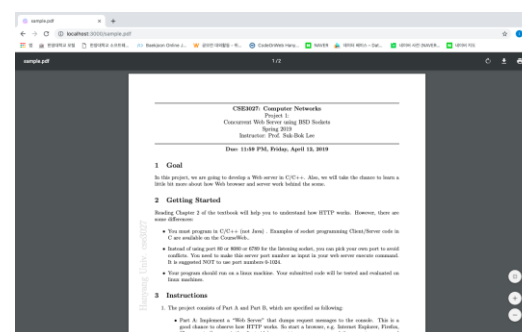 sample.pdf
localhost:8000/sample.pdf
Baekjoon Online J...
CodeOnWeb
NAVER
sample.pdf
1 / 2
CSE3027: Computer Networks
Project 1:
Concurrent Web Server using BSD Sockets
Spring 2019
Instructor: Prof. Suk-Bok Lee
Due: 11:59 PM, Friday, April 12, 2019
1 Goal
In this project, we are going to develop a Web server in C/C++. Also, we will take the chance to learn a
little bit more about how Web browser and server work behind the scene.
2 Getting Started
Reading Chapter 2 of the textbook will help you to understand how HTTP works. However, there are
some differences:
• You must program in C/C++ (not Java) . Examples of socket programming Client/Server code in
C are available on the CourseWeb..
• Instead of using port 80 or 8080 or 6789 for the listening socket, you can pick your own port to avoid
conflicts. You need to make this server port number as input in your web server execute command.
It is suggested NOT to use port numbers 0-1024.
• Your program should run on a linux machine. Your submitted code will be tested and evaluated on
linux machines.
Hanyang Univ. cse3027
3 Instructions
1. The project consists of Part A and Part B, which are specified as following:
• Part A: Implement a "Web Server" that dumps request messages to the console. This is a
good chance to observe how HTTP works. So start a browser, e.g. Internet Explorer, Firefox,